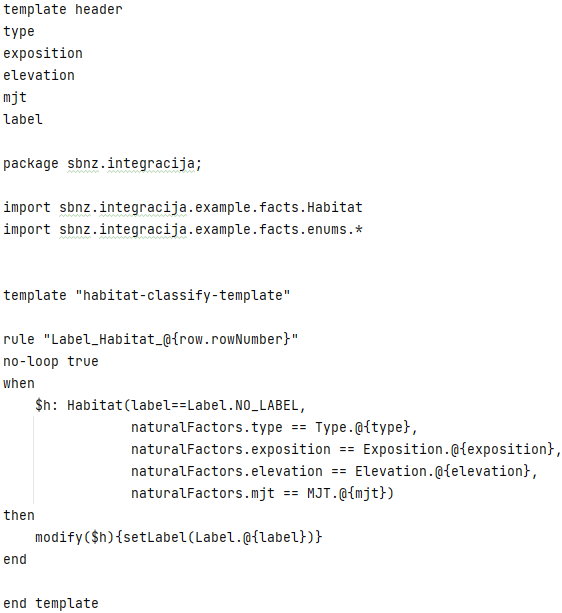 template header
type
exposition
elevation
mjt
label
package sbnz.integracija;
import sbnz.integracija.example.facts.Habitat
import sbnz.integracija.example.facts.enums.*
template "habitat-classify-template"
rule "Label_Habitat_@{row.rowNumber}"
no-loop true
when
$h: Habitat(label==Label.NO_LABEL,
naturalFactors.type == Type.@{type},
naturalFactors.exposition == Exposition.@{exposition},
naturalFactors.elevation == Elevation.@{elevation},
naturalFactors.mjt == MJT.@{mjt})
then
modify($h){setLabel(Label.@{label})}
end
end template